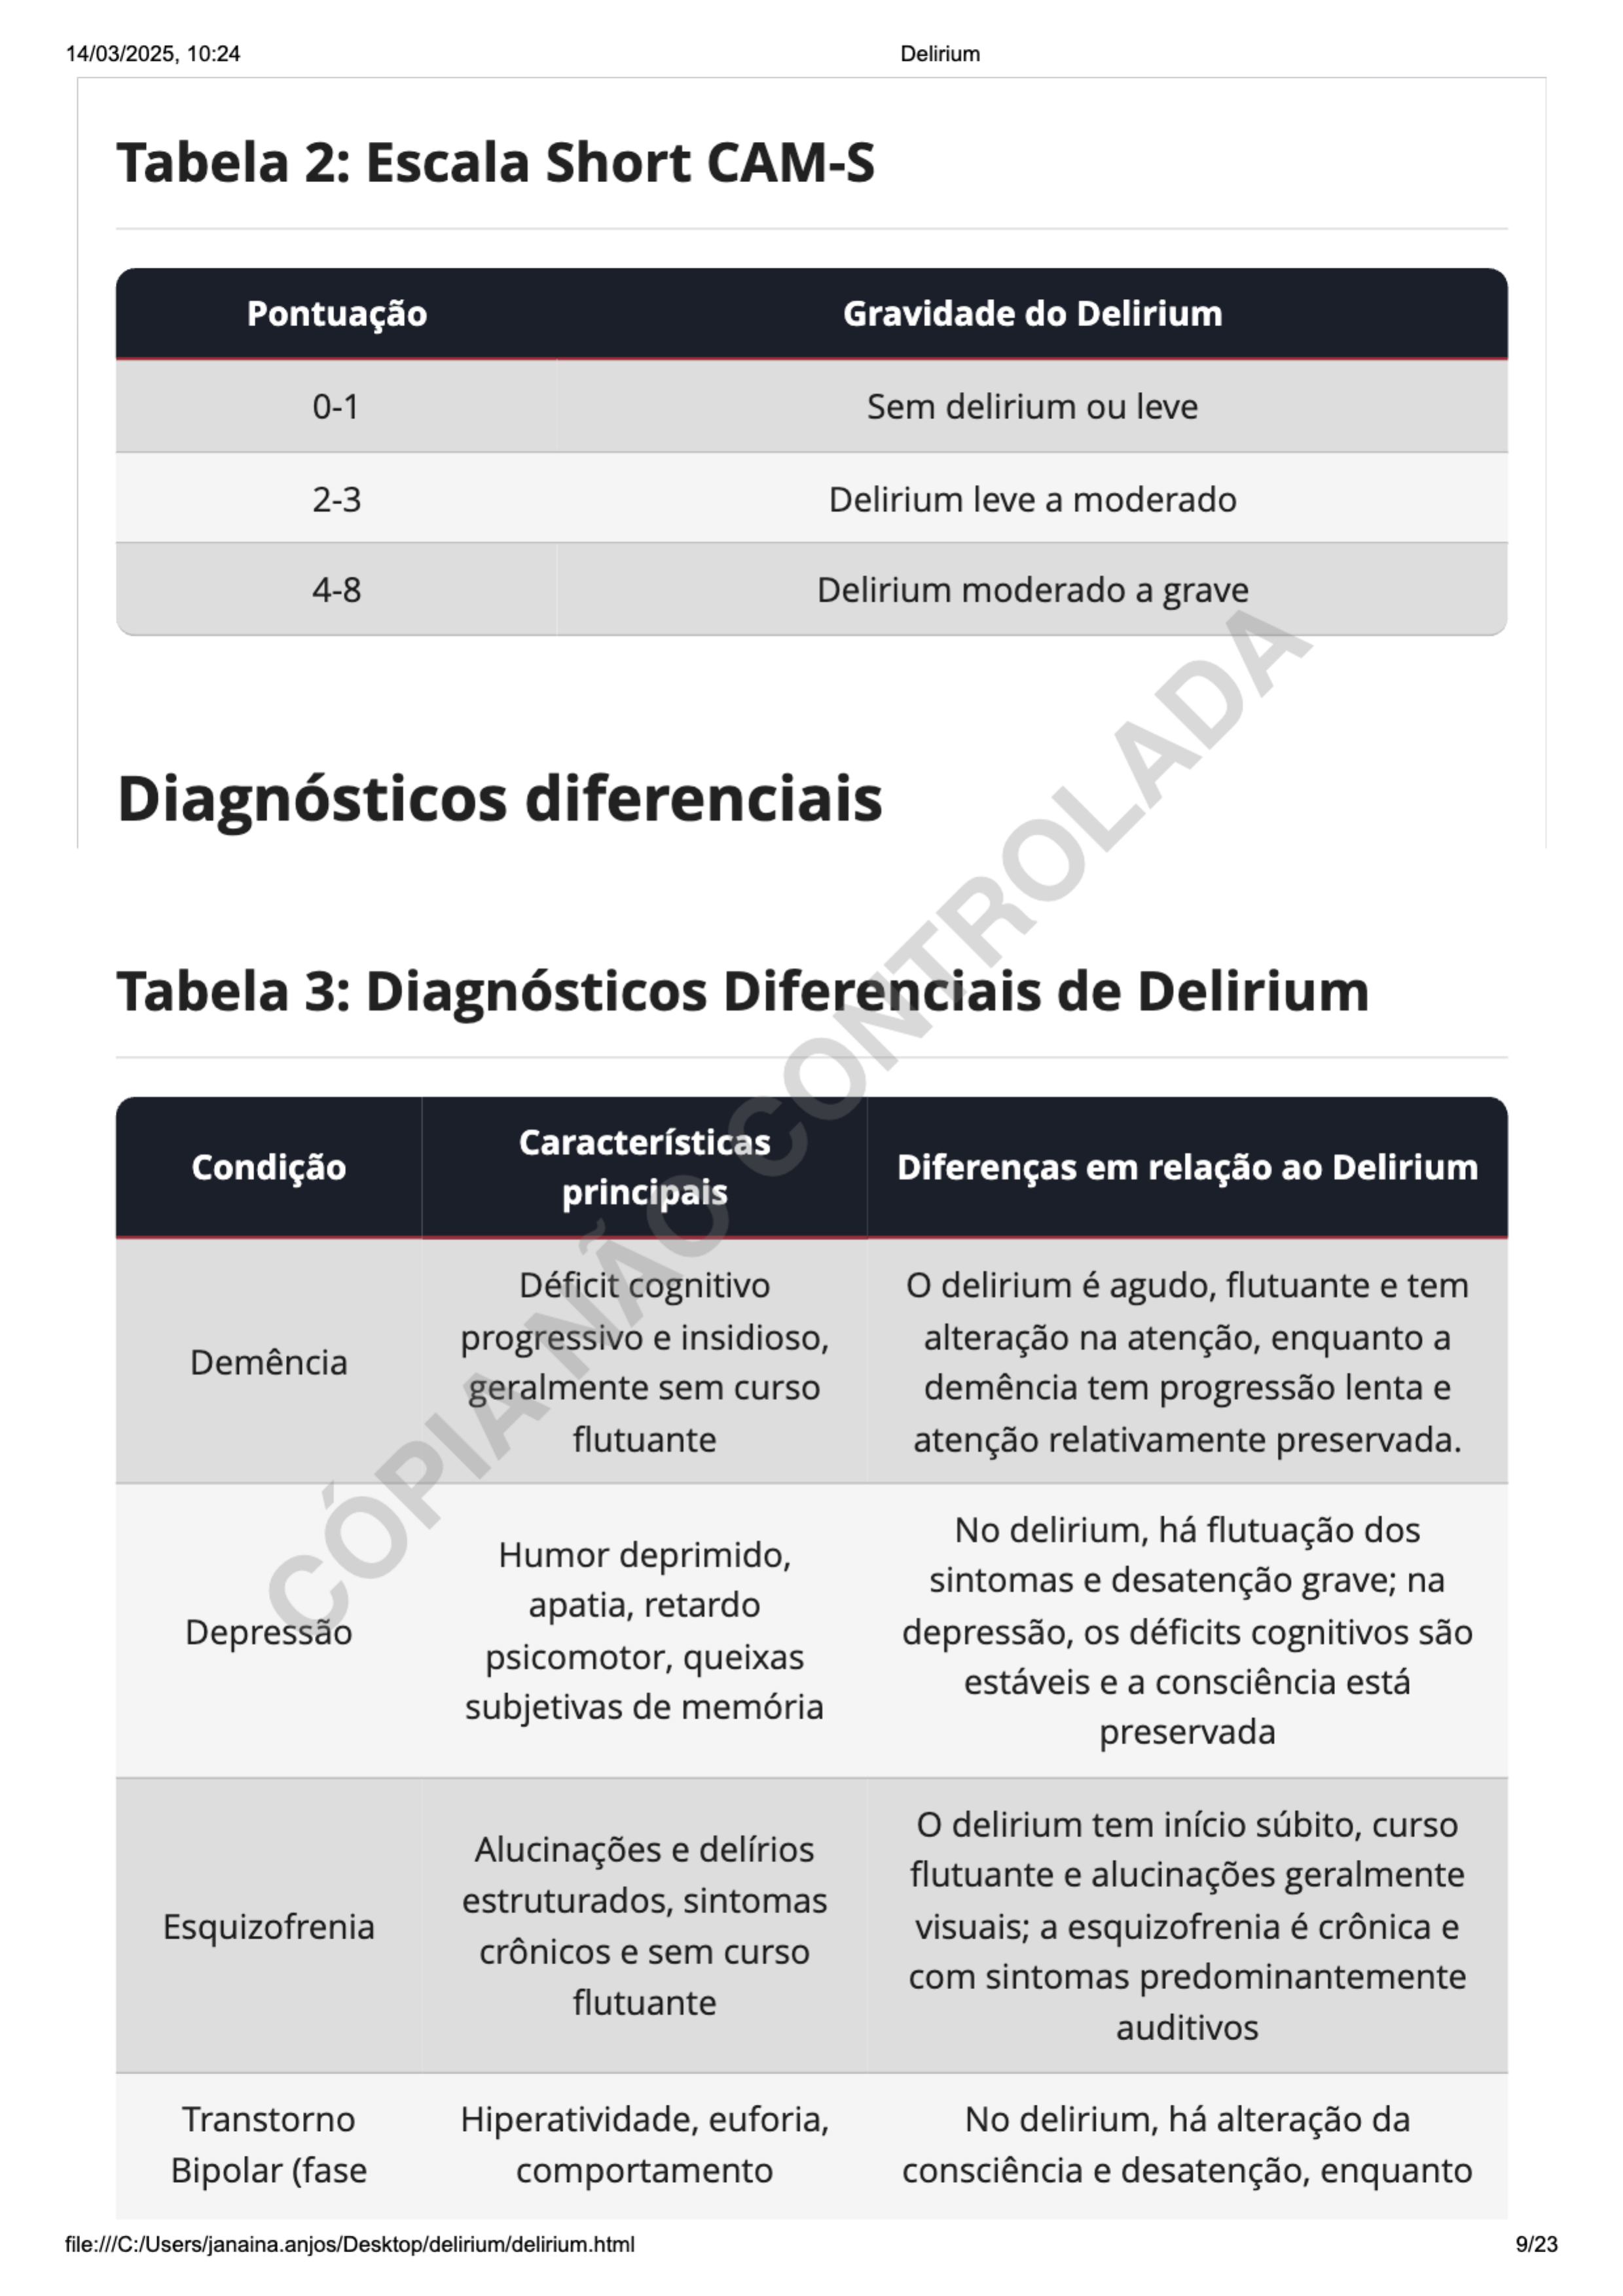 14/03/2025, 10:24
Delirium
Tabela 2: Escala Short CAM-S
Pontuação
Gravidade do Delirium
0-1
Sem delirium ou leve
2-3
Delirium leve a moderado
4-8
Delirium moderado a grave
Diagnósticos diferenciais
Tabela 3: Diagnósticos Diferenciais de Delirium
Condição
Características
principais
Diferenças em relação ao Delirium
Demência
Déficit cognitivo
progressivo e insidioso,
geralmente sem curso
flutuante
O delirium é agudo, flutuante e tem
alteração na atenção, enquanto a
demência tem progressão lenta e
atenção relativamente preservada.
Depressão
Humor deprimido,
apatia, retardo
psicomotor, queixas
subjetivas de memória
No delirium, há flutuação dos
sintomas e desatenção grave; na
depressão, os déficits cognitivos são
estáveis e a consciência está
preservada
Esquizofrenia
Alucinações e delírios
estruturados, sintomas
crônicos e sem curso
flutuante
O delirium tem início súbito, curso
flutuante e alucinações geralmente
visuais; a esquizofrenia é crônica e
com sintomas predominantemente
auditivos
Transtorno
Bipolar (fase
Hiperatividade, euforia,
comportamento
No delirium, há alteração da
consciência e desatenção, enquanto
CÓPIA NÃO CONTROLADA
file:///C:/Users/janaina.anjos/Desktop/delirium/delirium.html
9/23